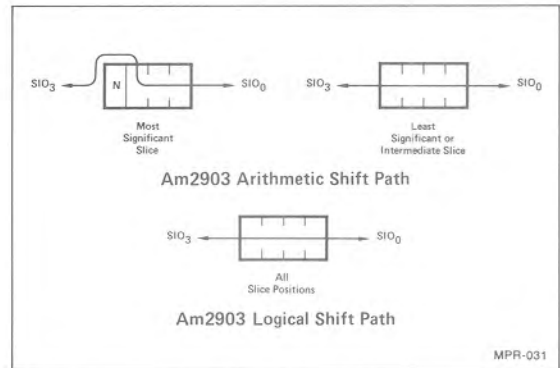 SIO3
N
SIO0
Most
Significant
Slice
SIO3
SIO0
Least
Significant or
Intermediate Slice
Am2903 Arithmetic Shift Path
SIO3
SIO0
All
Slice Positions
Am2903 Logical Shift Path
MPR-031